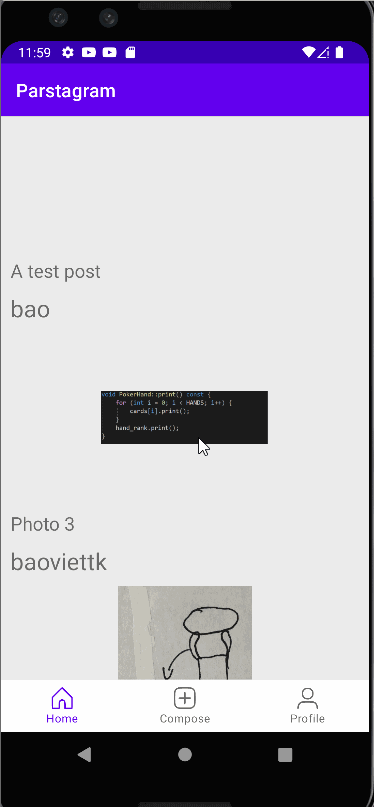 11:59
Parstagram
A test post
bao
void PokerHand::print() const {
for (int i = 0; i < HANDS; i++) {
cards[i].print();
}
hand_rank.print();
}
Photo 3
baoviettk
Home
Compose
Profile